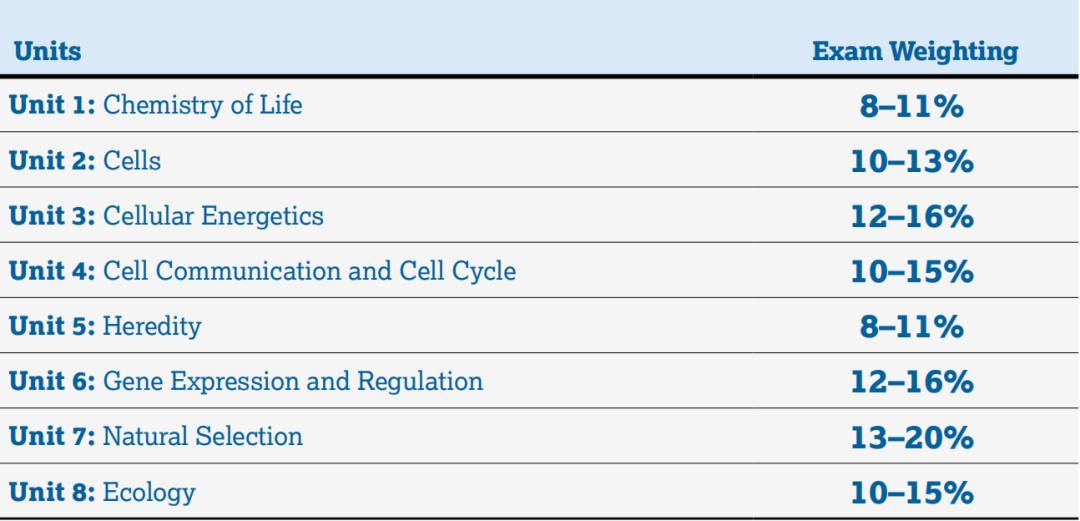 Units Exam Weighting
Unit 1: Chemistry of Life 8–11%
Unit 2: Cells 10–13%
Unit 3: Cellular Energetics 12–16%
Unit 4: Cell Communication and Cell Cycle 10–15%
Unit 5: Heredity 8–11%
Unit 6: Gene Expression and Regulation 12–16%
Unit 7: Natural Selection 13–20%
Unit 8: Ecology 10–15%